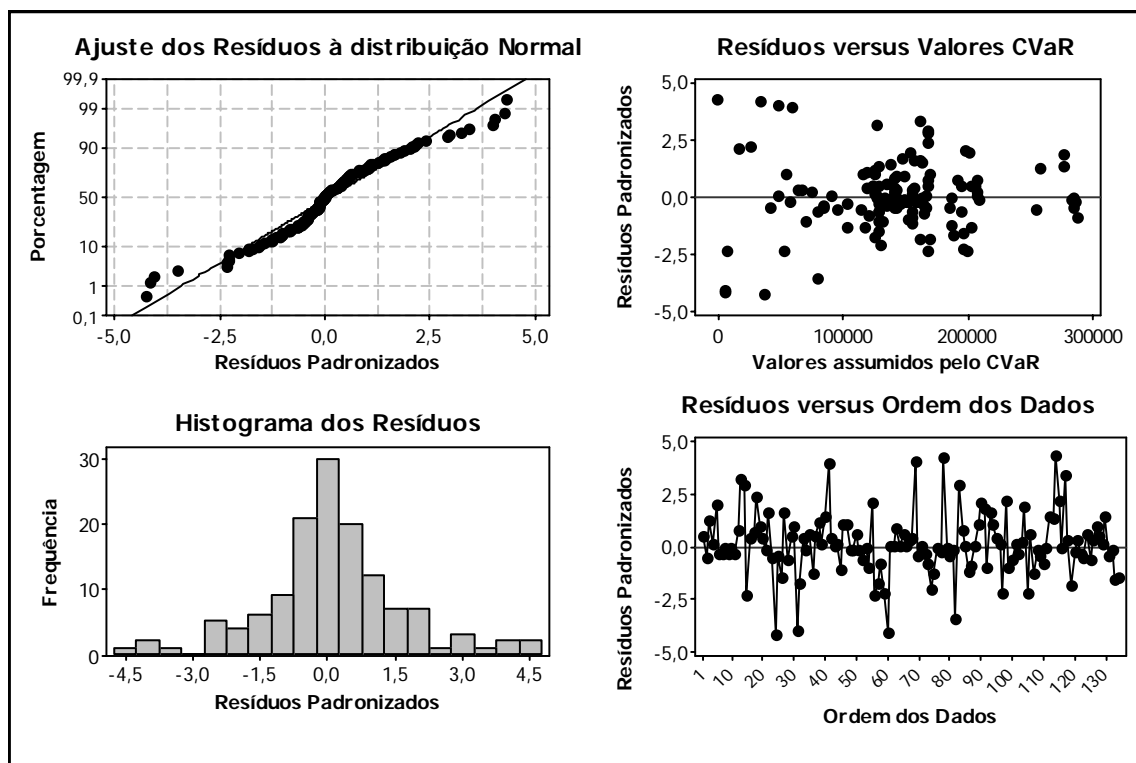 Ajuste dos Resíduos à distribuição Normal
Porcentagem
99,9
99
90
50
10
1
0,1
-5,0 -2,5 0,0 2,5 5,0
Resíduos Padronizados
Resíduos versus Valores CVaR
Resíduos Padronizados
5,0
2,5
0,0
-2,5
-5,0
0 100000 200000 300000
Valores assumidos pelo CVaR
Histograma dos Resíduos
Frequência
30
20
10
0
-4,5 -3,0 -1,5 0,0 1,5 3,0 4,5
Resíduos Padronizados
Resíduos versus Ordem dos Dados
Resíduos Padronizados
5,0
2,5
0,0
-2,5
-5,0
1 10 20 30 40 50 60 70 80 90 100 110 120 130
Ordem dos Dados